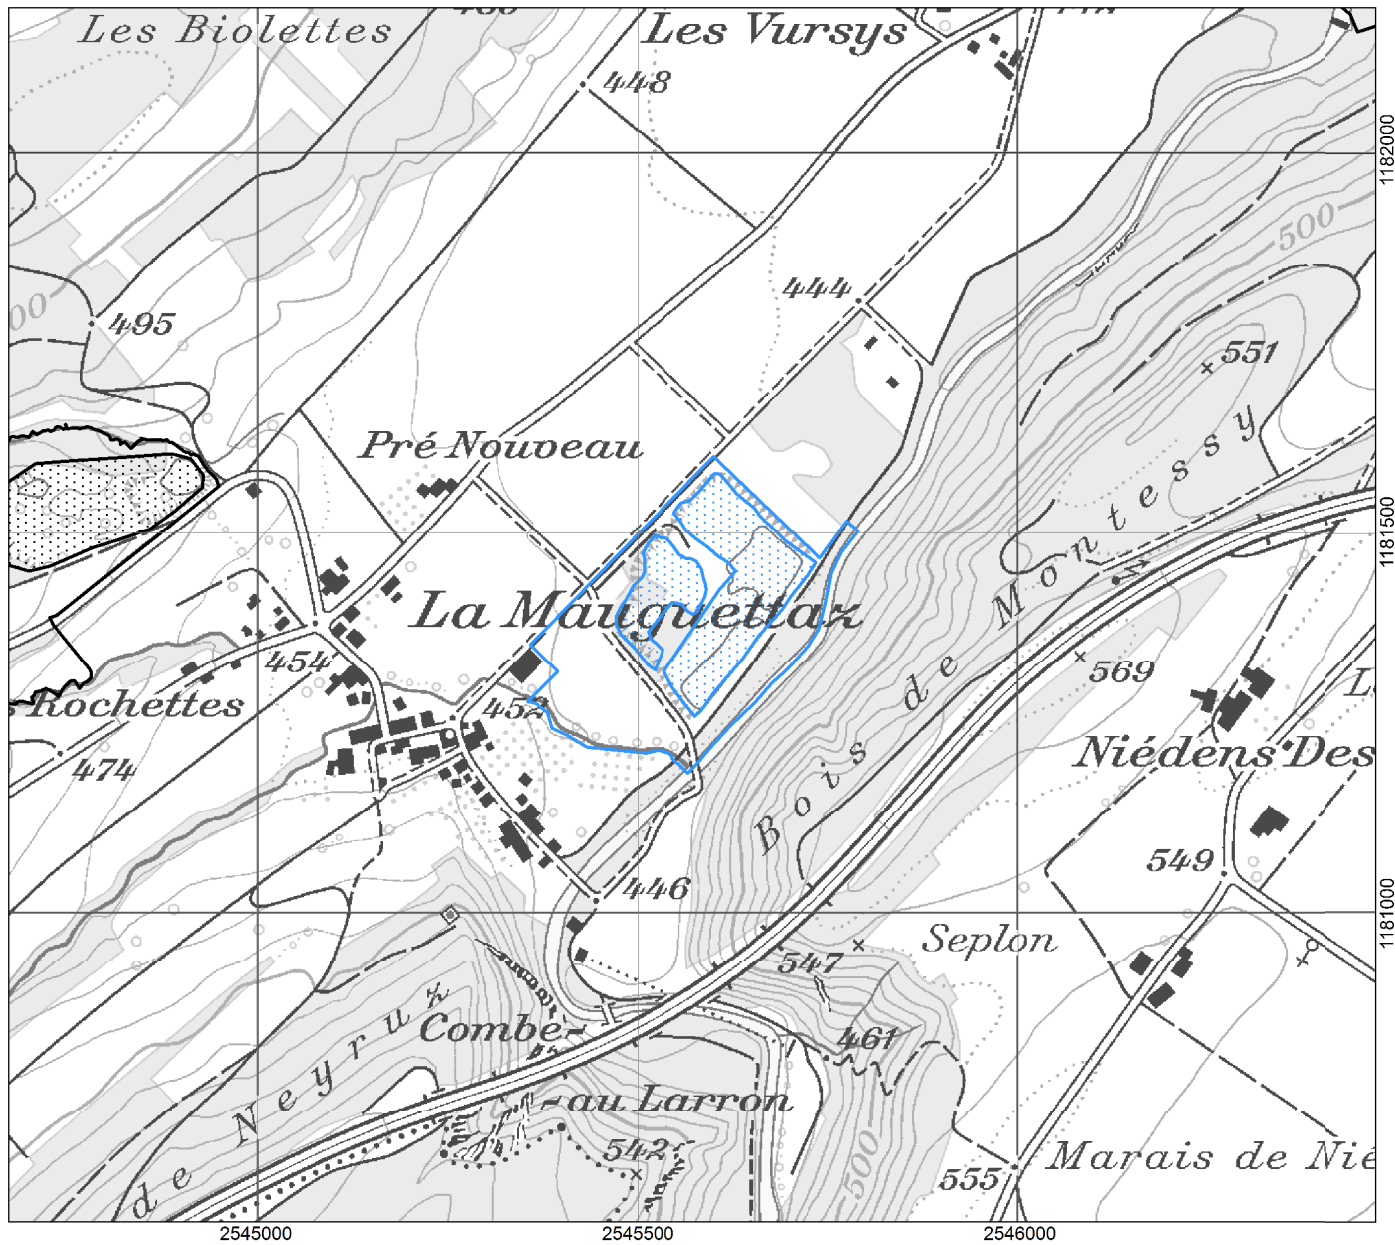 Les Biolettes
Les Vursys
448
1182000
500
444
495
551
Pré Nouveau
1181500
La Mauguettaz
Bois de Montessy
454
569
452
s Rochettes
474
Niédens Des
549
446
1181000
Seplon
547
Combe-
461
de Neyruz
-au Larron
542
500
Marais de Nié
555
2545000
2545500
2546000